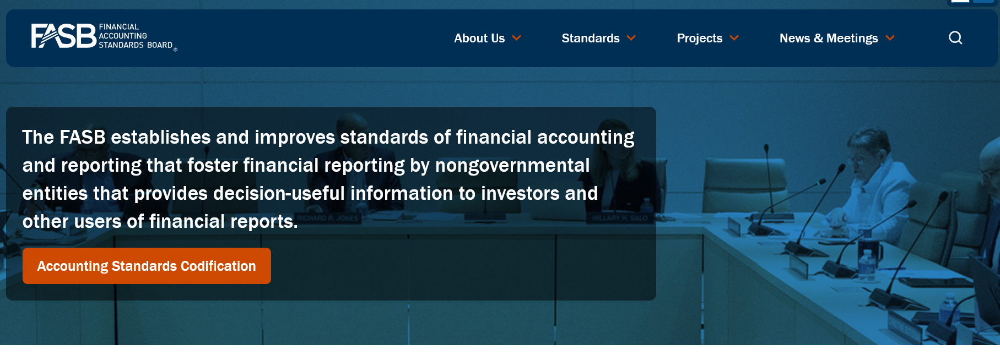 FASB
FINANCIAL
ACCOUNTING
STANDARDS BOARD®
About Us
Standards
Projects
News & Meetings
The FASB establishes and improves standards of financial accounting
and reporting that foster financial reporting by nongovernmental
entities that provides decision-useful information to investors and
other users of financial reports.
RICHARD R. JONES
HILLARY H. SALO
Accounting Standards Codification